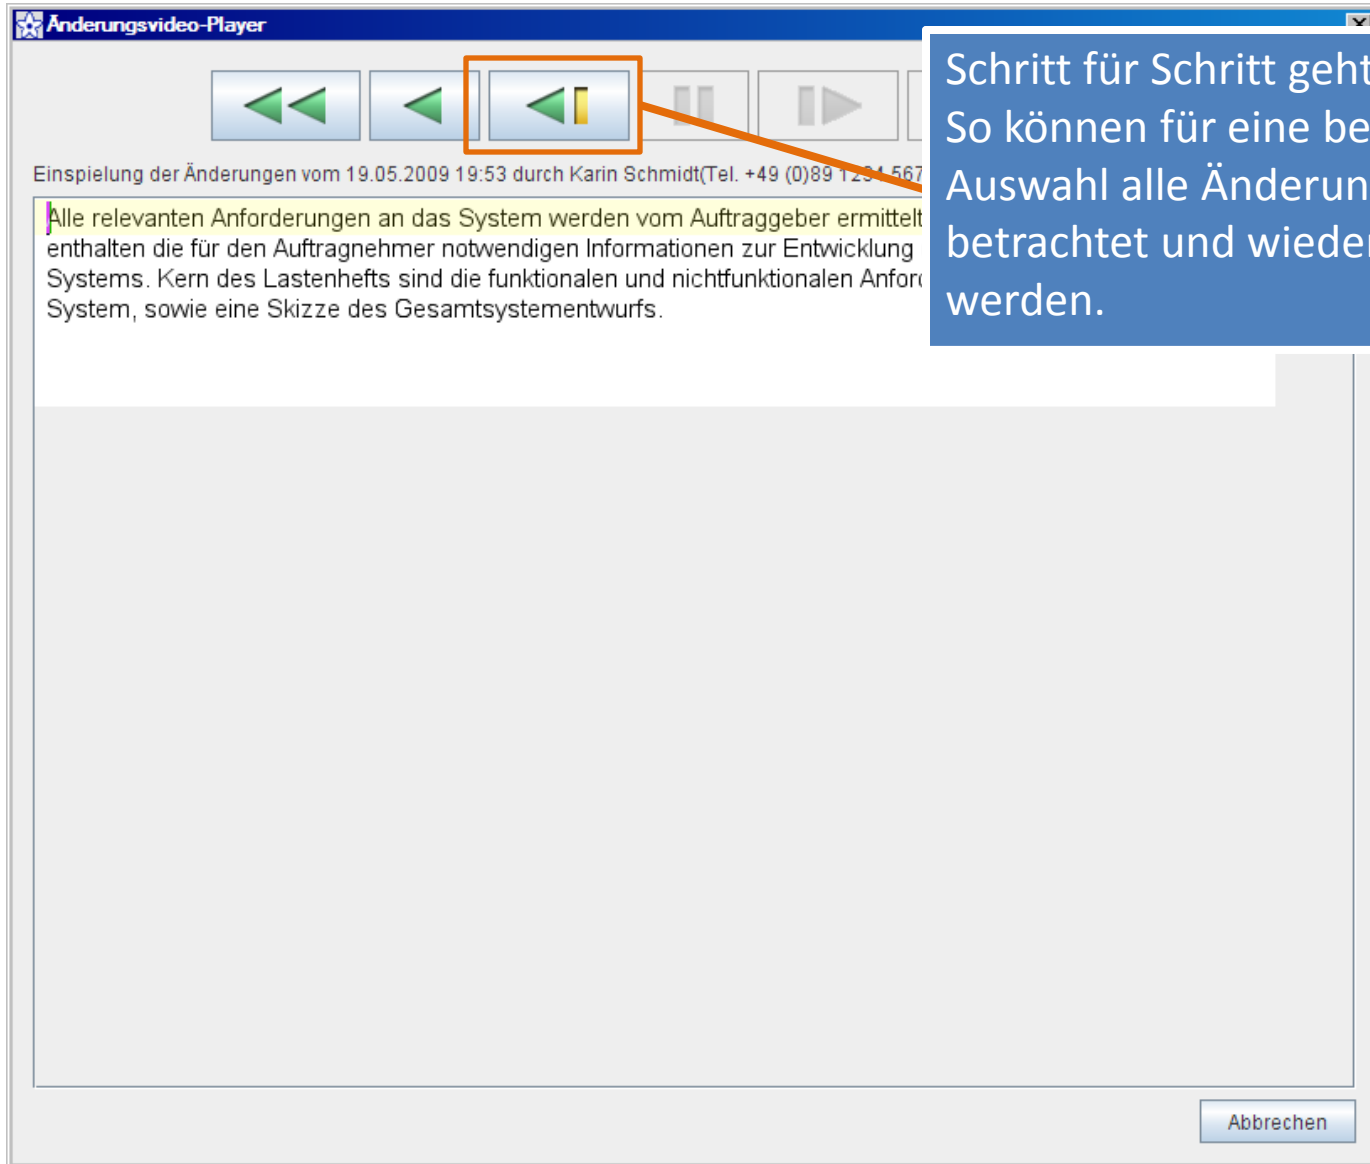 Änderungsvideo-Player
Schritt für Schritt geht
So können für eine be
Auswahl alle Änderun
betrachtet und wieder
werden.
Einspielung der Änderungen vom 19.05.2009 19:53 durch Karin Schmidt(Tel. +49 (0)89 1234 567
Alle relevanten Anforderungen an das System werden vom Auftraggeber ermittelt
enthalten die für den Auftragnehmer notwendigen Informationen zur Entwicklung
Systems. Kern des Lastenhefts sind die funktionalen und nichtfunktionalen Anford
System, sowie eine Skizze des Gesamtsystementwurfs.
Abbrechen